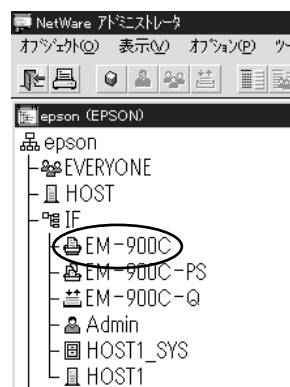 NetWare アドミニストレータ
オブジェクト(O) 表示(V) オプション(P) ツー
epson (EPSON)
epson
EVERYONE
HOST
IF
EM-900C
EM-900C-PS
EM-900C-Q
Admin
HOST1_SYS
HOST1